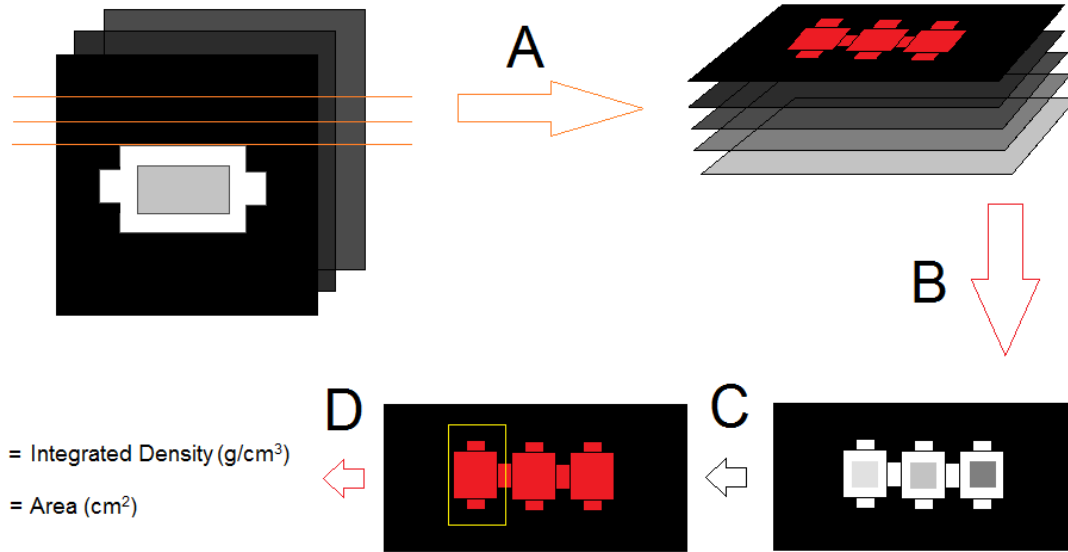 A
B
C
D
= Integrated Density (g/cm³)
= Area (cm²)